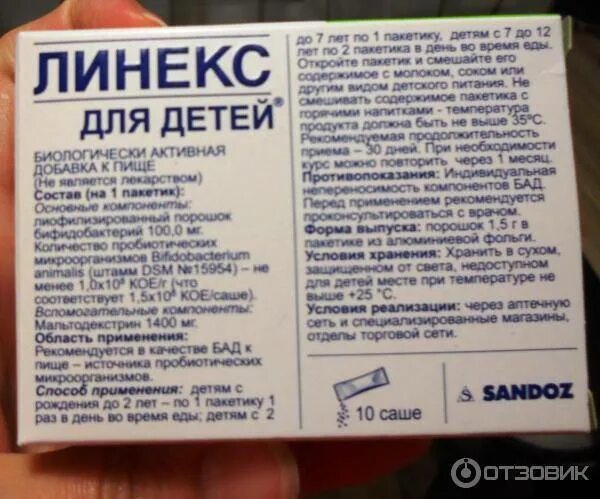 ЛИНЕКС
ДЛЯ ДЕТЕЙ®
БИОЛОГИЧЕСКИ АКТИВНАЯ
ДОБАВКА К ПИЩЕ
(Не является лекарством)
Состав (на 1 пакетик):
Основные компоненты:
лиофилизированный порошок
бифидобактерий 100,0 мг.
Количество пробиотических
микроорганизмов Bifidobacterium
animalis (штамм DSM №15954) – не
менее 1,0x10⁸ КОЕ/г (что
соответствует 1,5x10⁸ КОЕ/саше).
Вспомогательные компоненты:
Мальтодекстрин 1400 мг.
Область применения:
Рекомендуется в качестве БАД к
пище – источника пробиотических
микроорганизмов.
Способ применения: детям с
рождения до 2 лет – по 1 пакетику 1
раз в день во время еды; детям с 2
до 7 лет по 1 пакетику, детям с 7 до 12
лет по 2 пакетика в день во время еды.
Откройте пакетик и смешайте его
содержимое с молоком, соком или
другим видом детского питания. Не
смешивать содержимое пакетика с
горячими напитками - температура
продукта должна быть не выше 35°С.
Рекомендуемая продолжительность
приема – 30 дней. При необходимости
курс можно повторить через 1 месяц.
Противопоказания: Индивидуальная
непереносимость компонентов БАД.
Перед применением рекомендуется
проконсультироваться с врачом.
Форма выпуска: порошок 1,5 г в
пакетике из алюминиевой фольги.
Условия хранения: Хранить в сухом,
защищенном от света, недоступном
для детей месте при температуре не
выше +25 °С.
Условия реализации: через аптечную
сеть и специализированные магазины,
отделы торговой сети.
10 саше
SANDOZ
ОТЗОВИК